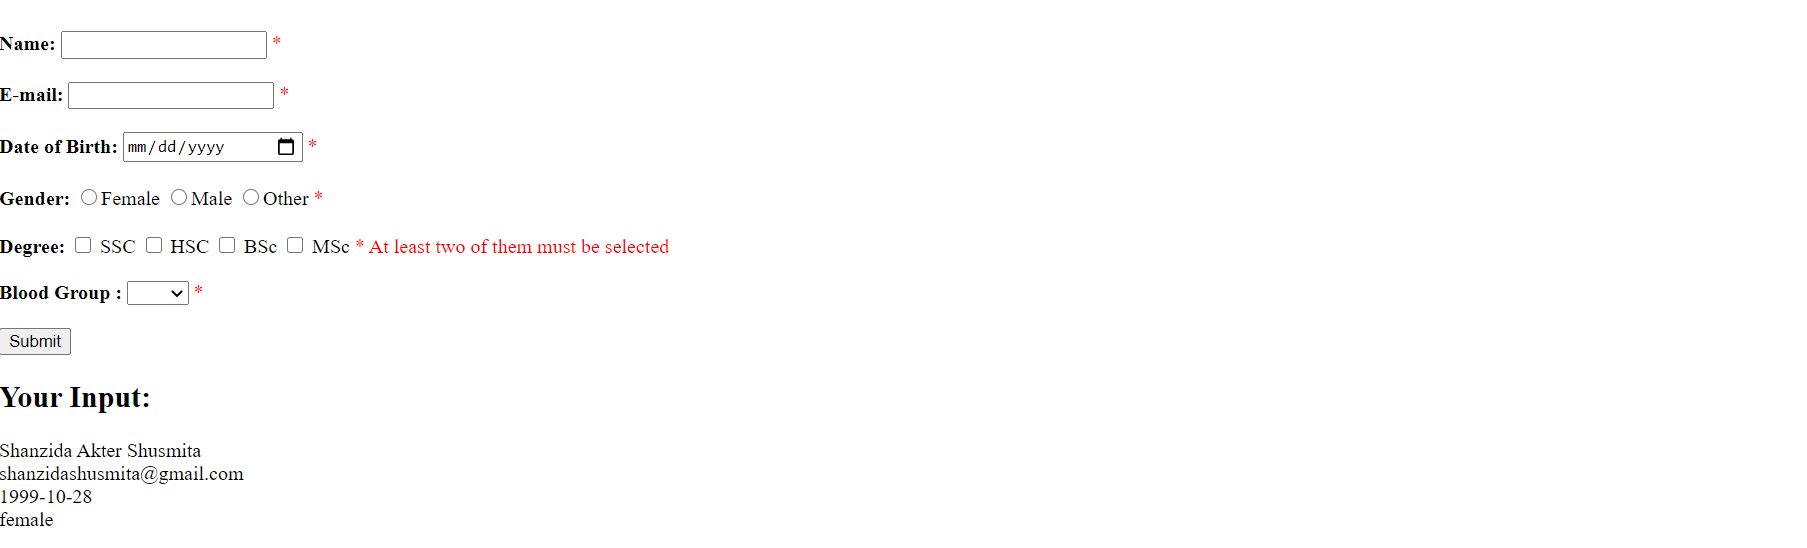 Name: *
E-mail: *
Date of Birth: mm/dd/yyyy *
Gender: Female Male Other *
Degree: SSC HSC BSc MSc * At least two of them must be selected
Blood Group : *
Submit
Your Input:
Shanzida Akter Shusmita
shanzidashusmita@gmail.com
1999-10-28
female